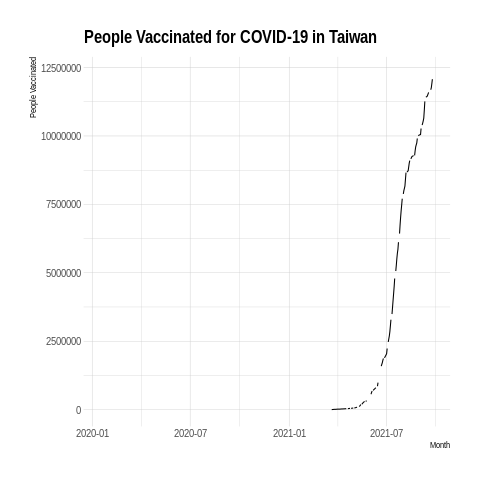 People Vaccinated for COVID-19 in Taiwan
People Vaccinated
12500000
10000000
7500000
5000000
2500000
0
2020-01 2020-07 2021-01 2021-07
Month